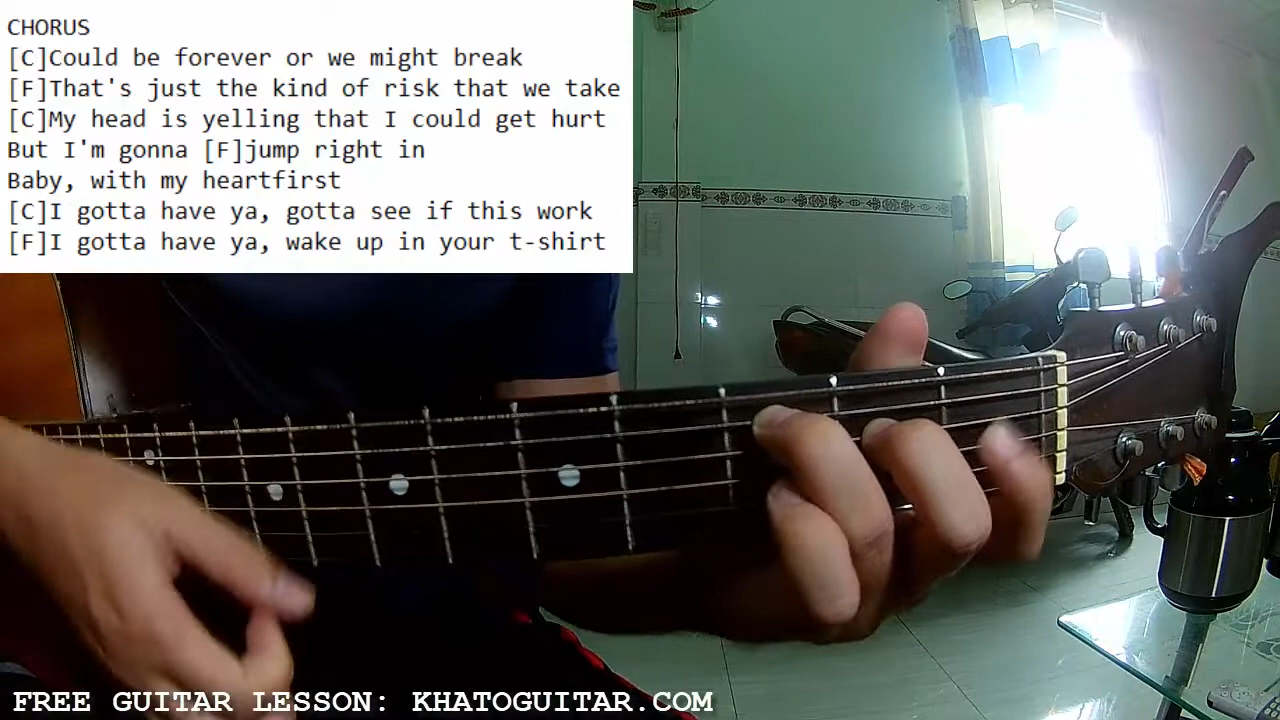 CHORUS
[C]Could be forever or we might break
[F]That's just the kind of risk that we take
[C]My head is yelling that I could get hurt
But I'm gonna [F]jump right in
Baby, with my heartfirst
[C]I gotta have ya, gotta see if this work
[F]I gotta have ya, wake up in your t-shirt
FREE GUITAR LESSON: KHATOGUITAR.COM